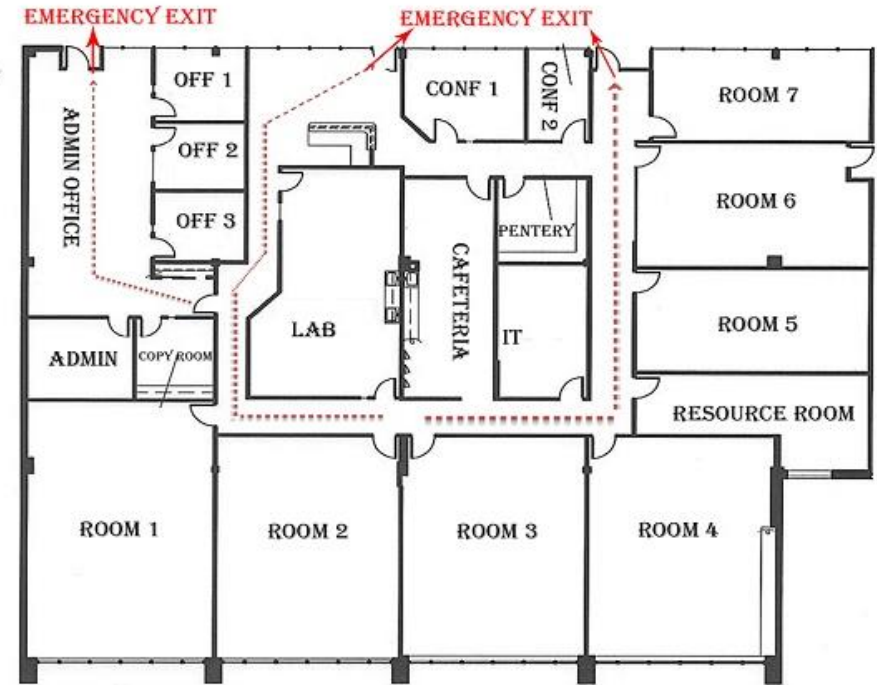 EMERGENCY EXIT
EMERGENCY EXIT
OFF 1
CONF 1
CONF 2
ROOM 7
ADMIN OFFICE
OFF 2
OFF 3
ROOM 6
PENTERY
CAFETERIA
LAB
IT
ROOM 5
ADMIN
COPY ROOM
RESOURCE ROOM
ROOM 1
ROOM 2
ROOM 3
ROOM 4